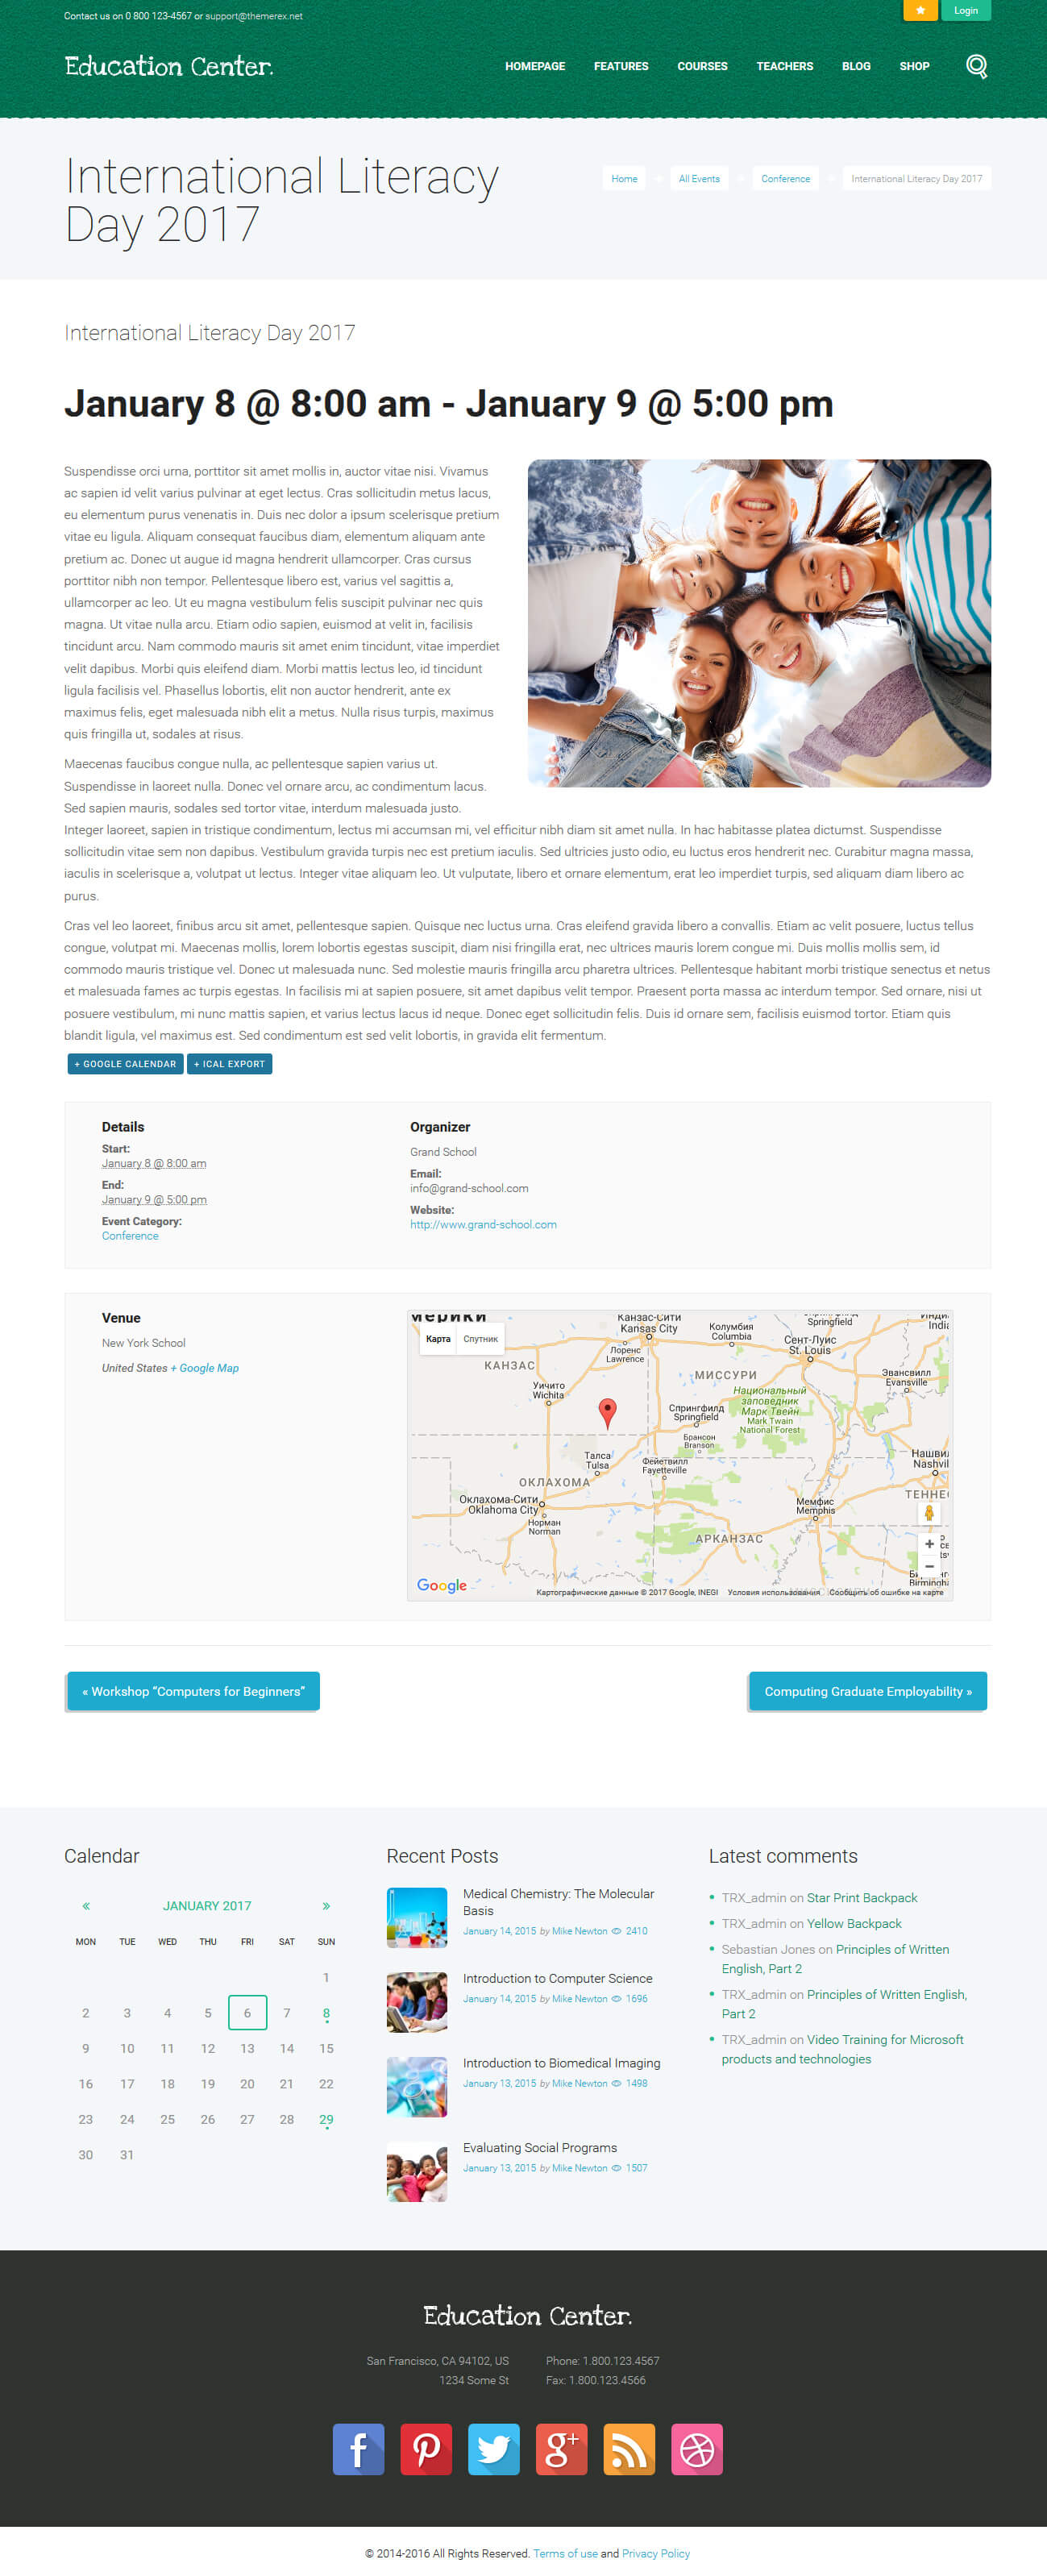 Contact us on 0 800 123-4567 or support@themerex.net
Login
Education Center.
HOMEPAGE FEATURES COURSES TEACHERS BLOG SHOP
International Literacy
Day 2017
Home All Events Conference International Literacy Day 2017
International Literacy Day 2017
January 8 @ 8:00 am - January 9 @ 5:00 pm
Suspendisse orci urna, porttitor sit amet mollis in, auctor vitae nisi. Vivamus
ac sapien id velit varius pulvinar at eget lectus. Cras sollicitudin metus lacus,
eu elementum purus venenatis in. Duis nec dolor a ipsum scelerisque pretium
vitae eu ligula. Aliquam consequat faucibus diam, elementum aliquam ante
pretium ac. Donec ut augue id magna hendrerit ullamcorper. Cras cursus
porttitor nibh non tempor. Pellentesque libero est, varius vel sagittis a,
ullamcorper ac leo. Ut eu magna vestibulum felis suscipit pulvinar nec quis
magna. Ut vitae nulla arcu. Etiam odio sapien, euismod at velit in, facilisis
tincidunt arcu. Nam commodo mauris sit amet enim tincidunt, vitae imperdiet
velit dapibus. Morbi quis eleifend diam. Morbi mattis lectus leo, id tincidunt
ligula facilisis vel. Phasellus lobortis, elit non auctor hendrerit, ante ex
maximus felis, eget malesuada nibh elit a metus. Nulla risus turpis, maximus
quis fringilla ut, sodales at risus.
Maecenas faucibus congue nulla, ac pellentesque sapien varius ut.
Suspendisse in laoreet nulla. Donec vel ornare arcu, ac condimentum lacus.
Sed sapien mauris, sodales sed tortor vitae, interdum malesuada justo.
Integer laoreet, sapien in tristique condimentum, lectus mi accumsan mi, vel efficitur nibh diam sit amet nulla. In hac habitasse platea dictumst. Suspendisse
sollicitudin vitae sem non dapibus. Vestibulum gravida turpis nec est pretium iaculis. Sed ultricies justo odio, eu luctus eros hendrerit nec. Curabitur magna massa,
iaculis in scelerisque a, volutpat ut lectus. Integer vitae aliquam leo. Ut vulputate, libero et ornare elementum, erat leo imperdiet turpis, sed aliquam diam libero ac
purus.
Cras vel leo laoreet, finibus arcu sit amet, pellentesque sapien. Quisque nec luctus urna. Cras eleifend gravida libero a convallis. Etiam ac velit posuere, luctus tellus
congue, volutpat mi. Maecenas mollis, lorem lobortis egestas suscipit, diam nisi fringilla erat, nec ultrices mauris lorem congue mi. Duis mollis mollis sem, id
commodo mauris tristique vel. Donec ut malesuada nunc. Sed molestie mauris fringilla arcu pharetra ultrices. Pellentesque habitant morbi tristique senectus et netus
et malesuada fames ac turpis egestas. In facilisis mi at sapien posuere, sit amet dapibus velit tempor. Praesent porta massa ac interdum tempor. Sed ornare, nisi ut
posuere vestibulum, mi nunc mattis sapien, et varius lectus lacus id neque. Donec eget sollicitudin felis. Duis id ornare sem, facilisis euismod tortor. Etiam quis
blandit ligula, vel maximus est. Sed condimentum est sed velit lobortis, in gravida elit fermentum.
+ GOOGLE CALENDAR + ICAL EXPORT
Details
Start:
January 8 @ 8:00 am
End:
January 9 @ 5:00 pm
Event Category:
Conference
Organizer
Grand School
Email:
info@grand-school.com
Website:
http://www.grand-school.com
Venue
New York School
United States + Google Map
Карта Спутник
Канзас-Сити
Kansas City
Колумбия
Columbia
Springfield
Сент-Луис
St. Louis
Лоренс
Lawrence
КАНЗАС
МИССУРИ
Эвансвилл
Evansville
Уичито
Wichita
Национальный
заповедник
Марк Твейн
Mark Twain
National Forest
Спрингфилд
Springfield
Брансон
Branson
Талса
Tulsa
Фейетвилл
Fayetteville
ОКЛАХОМА
Оклахома-Сити
Oklahoma City
Норман
Norman
Мемфис
Memphis
АРКАНЗАС
Google
Картографические данные © 2017 Google, INEGI Условия использования Сообщить об ошибке на карте
« Workshop “Computers for Beginners”
Computing Graduate Employability »
Calendar
« JANUARY 2017 »
MON TUE WED THU FRI SAT SUN
1
2 3 4 5 6 7 8
9 10 11 12 13 14 15
16 17 18 19 20 21 22
23 24 25 26 27 28 29
30 31
Recent Posts
Medical Chemistry: The Molecular
Basis
January 14, 2015 by Mike Newton 2410
Introduction to Computer Science
January 14, 2015 by Mike Newton 1696
Introduction to Biomedical Imaging
January 13, 2015 by Mike Newton 1498
Evaluating Social Programs
January 13, 2015 by Mike Newton 1507
Latest comments
TRX_admin on Star Print Backpack
TRX_admin on Yellow Backpack
Sebastian Jones on Principles of Written
English, Part 2
TRX_admin on Principles of Written English,
Part 2
TRX_admin on Video Training for Microsoft
products and technologies
Education Center.
San Francisco, CA 94102, US
1234 Some St
Phone: 1.800.123.4567
Fax: 1.800.123.4566
© 2014-2016 All Rights Reserved. Terms of use and Privacy Policy